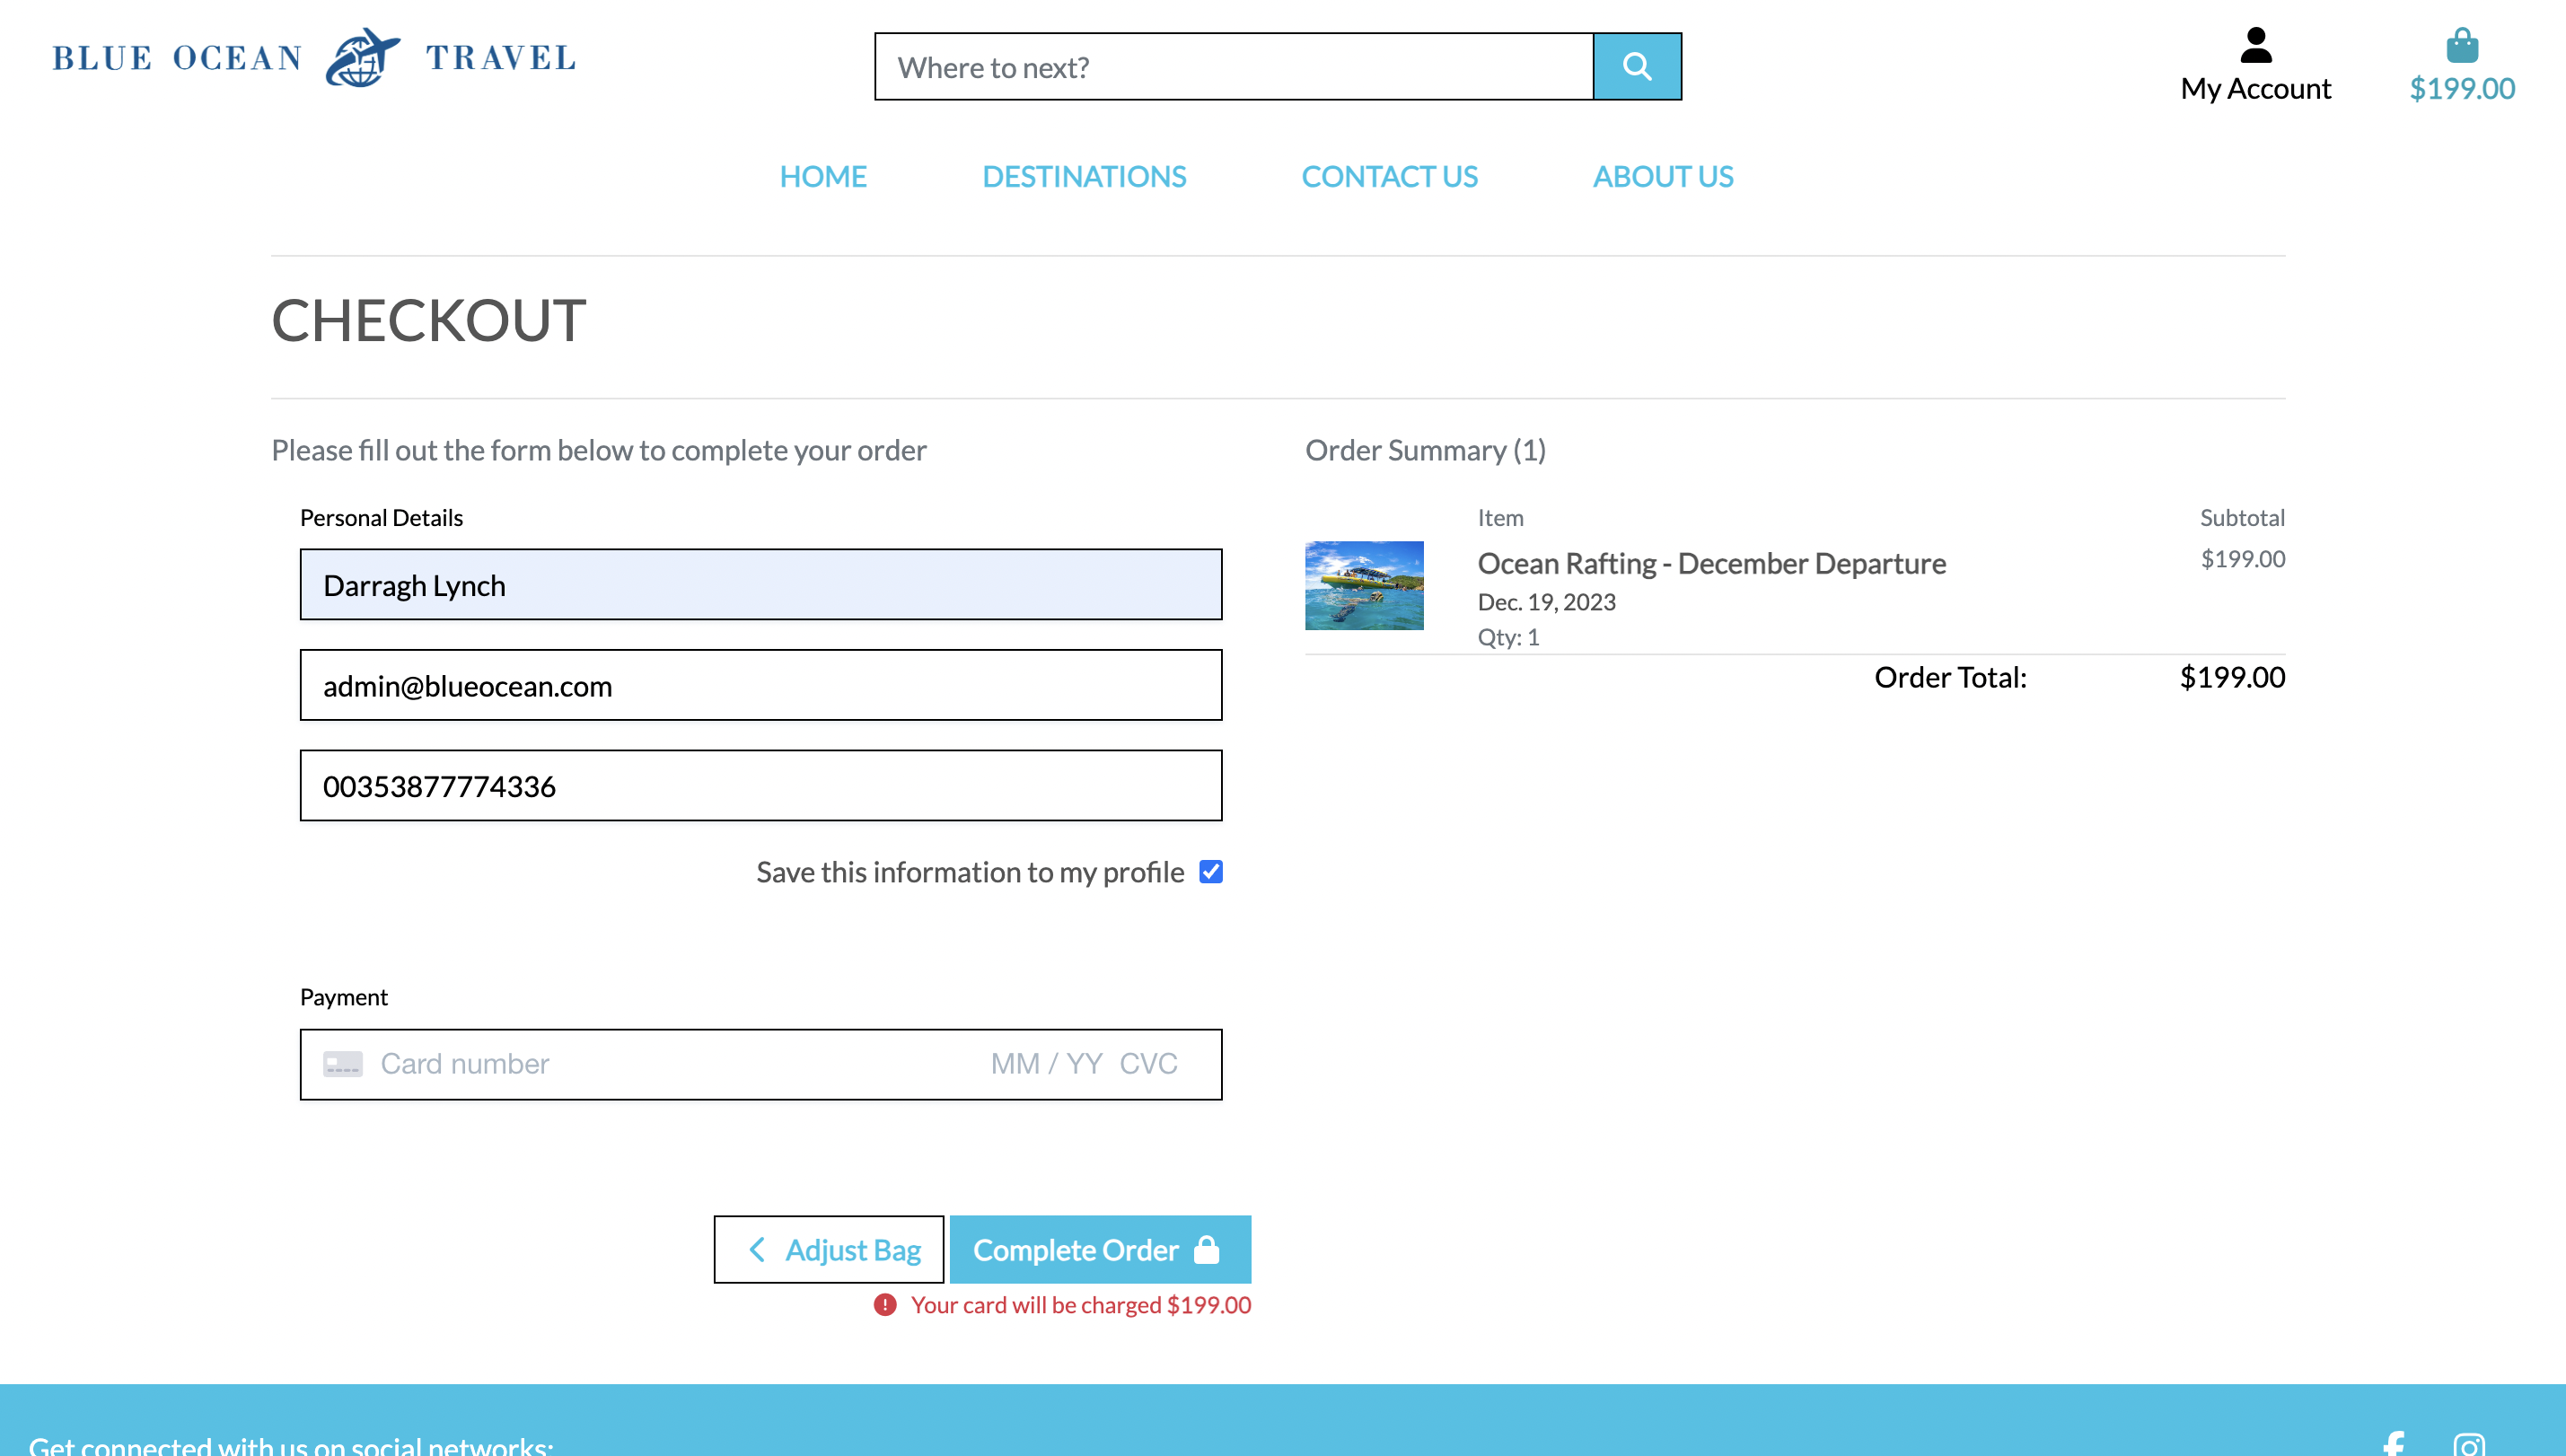 BLUE OCEAN TRAVEL
Where to next?
My Account
$199.00
HOME DESTINATIONS CONTACT US ABOUT US
CHECKOUT
Please fill out the form below to complete your order
Personal Details
Darragh Lynch
admin@blueocean.com
00353877774336
Save this information to my profile
Payment
Card number MM / YY CVC
Adjust Bag
Complete Order
Your card will be charged $199.00
Order Summary (1)
Item Subtotal
Ocean Rafting - December Departure $199.00
Dec. 19, 2023
Qty: 1
Order Total: $199.00
Get connected with us on social networks: